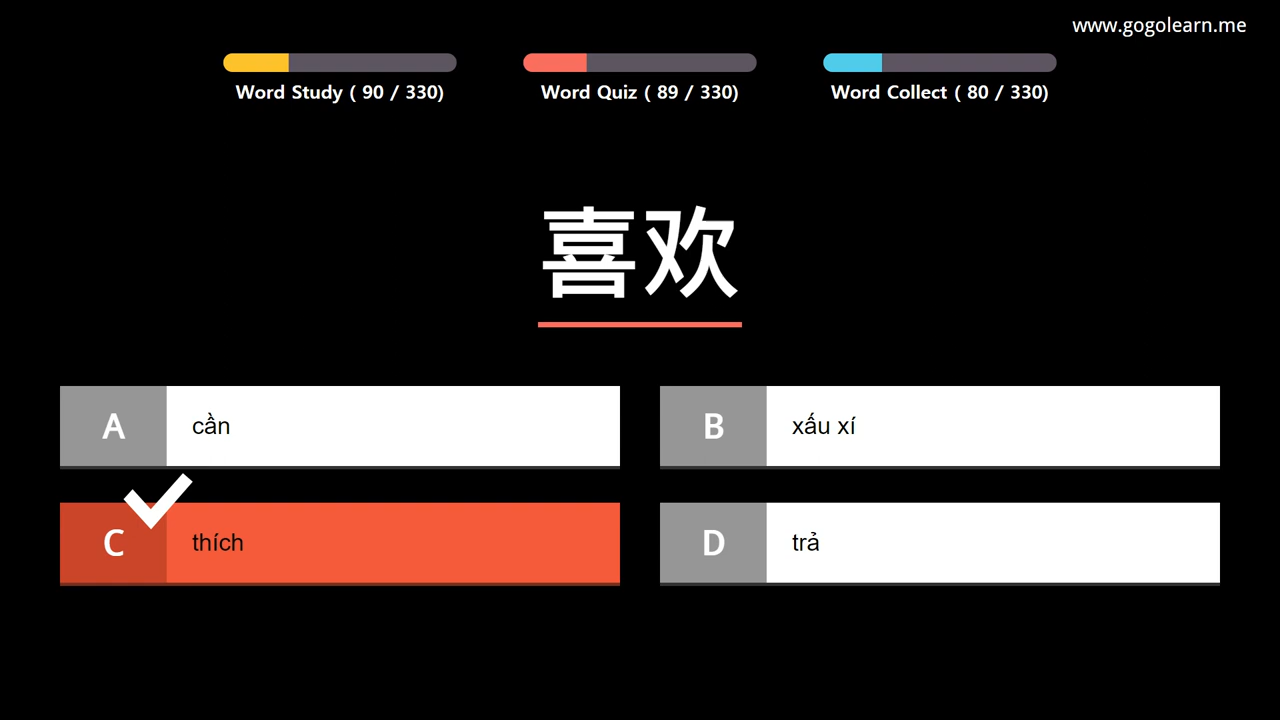 www.gogolearn.me
Word Study ( 90 / 330)
Word Quiz ( 89 / 330)
Word Collect ( 80 / 330)
喜欢
A cần
B xấu xí
C thích
D trả